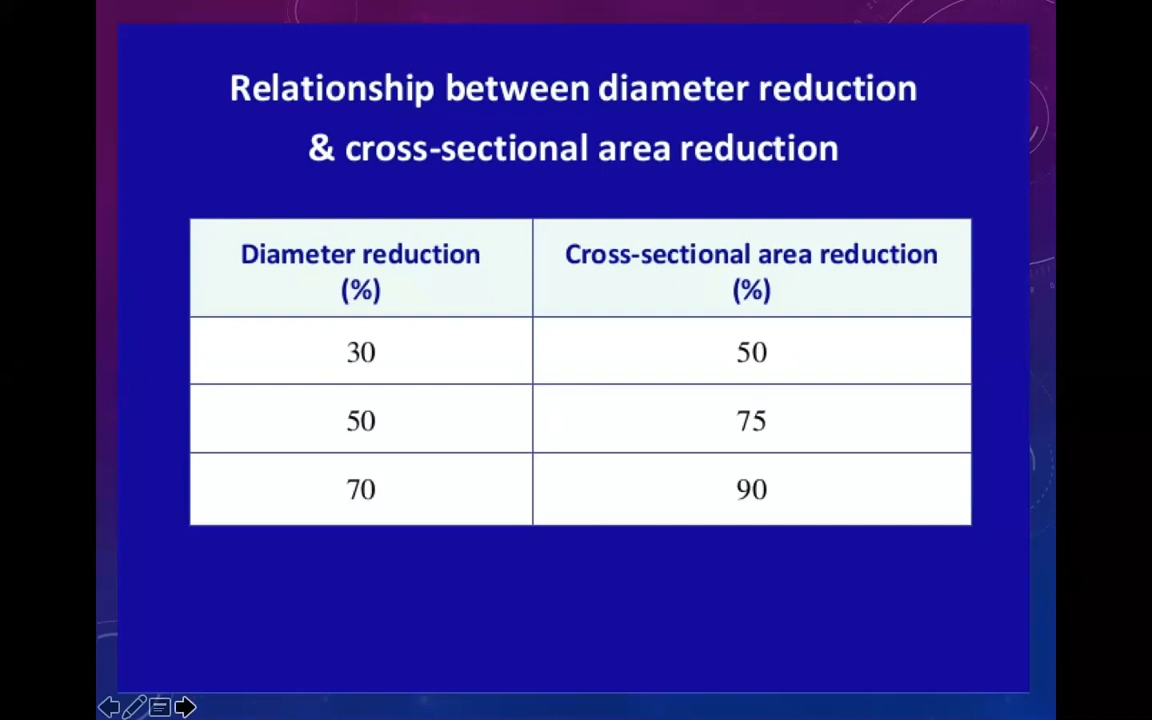 Relationship between diameter reduction
& cross-sectional area reduction
Diameter reduction
(%)
Cross-sectional area reduction
(%)
30
50
50
75
70
90